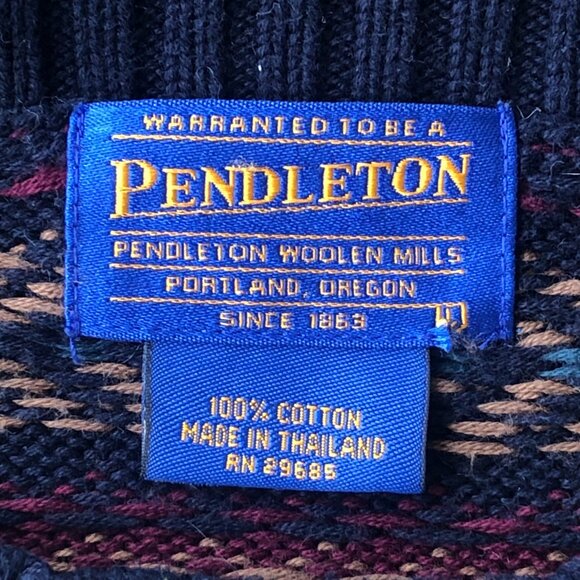 WARRANTED TO BE A
PENDLETON
PENDLETON WOOLEN MILLS
PORTLAND, OREGON
SINCE 1863
100% COTTON
MADE IN THAILAND
RN 29685